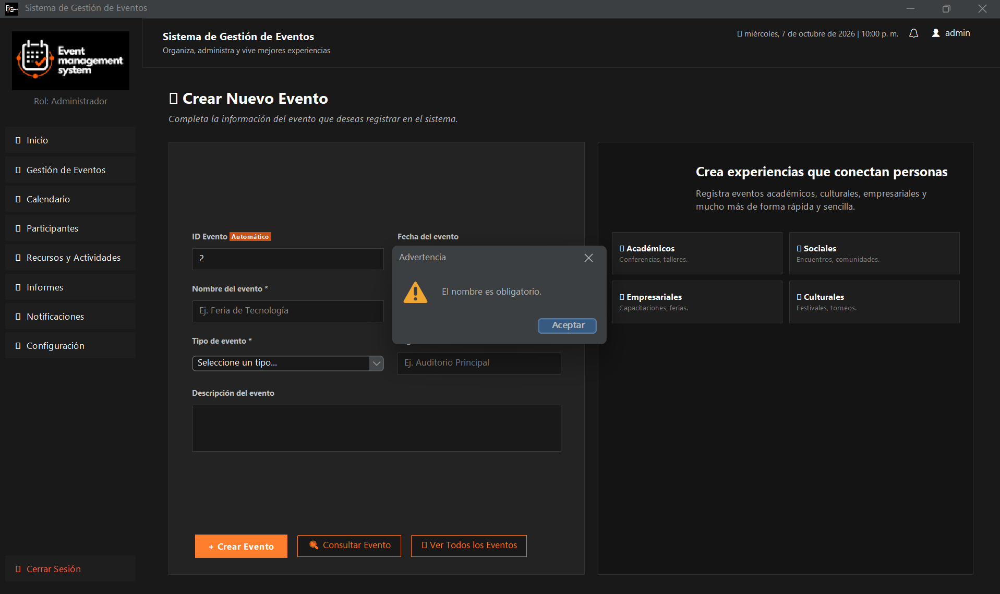 Sistema de Gestión de Eventos
Event
management
system
Rol: Administrador
Inicio
Gestión de Eventos
Calendario
Participantes
Recursos y Actividades
Informes
Notificaciones
Configuración
Cerrar Sesión
Sistema de Gestión de Eventos
Organiza, administra y vive mejores experiencias
miércoles, 7 de octubre de 2026 | 10:00 p. m.
admin
Crear Nuevo Evento
Completa la información del evento que deseas registrar en el sistema.
ID Evento Automático
2
Fecha del evento
Nombre del evento *
Ej. Feria de Tecnología
Tipo de evento *
Seleccione un tipo...
Ej. Auditorio Principal
Descripción del evento
Advertencia
El nombre es obligatorio.
Aceptar
+ Crear Evento
Consultar Evento
Ver Todos los Eventos
Crea experiencias que conectan personas
Registra eventos académicos, culturales, empresariales y
mucho más de forma rápida y sencilla.
Académicos
Conferencias, talleres.
Sociales
Encuentros, comunidades.
Empresariales
Capacitaciones, ferias.
Culturales
Festivales, torneos.